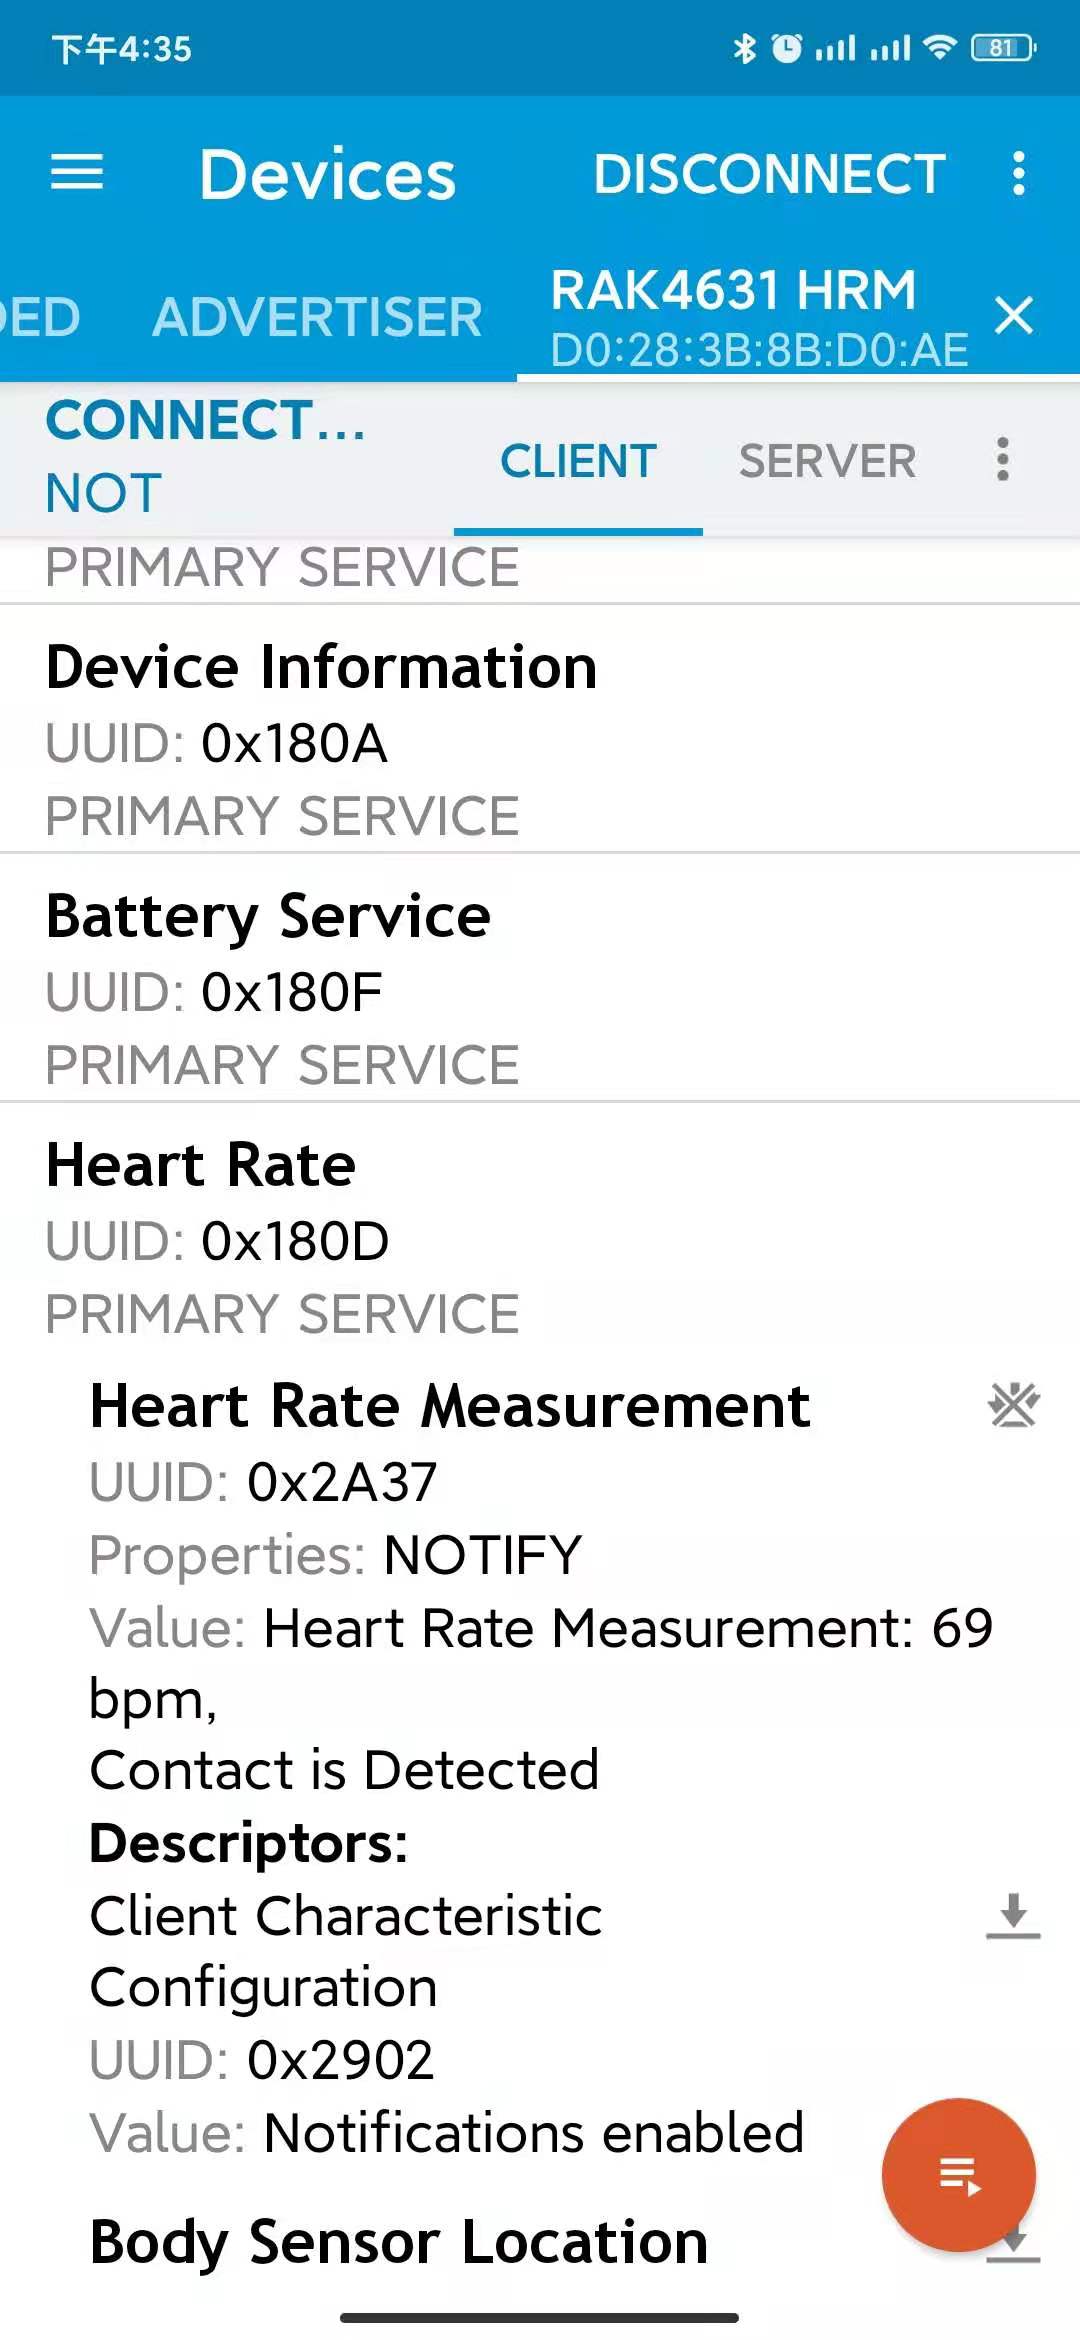 下午4:35
81
Devices
DISCONNECT
DED
ADVERTISER
RAK4631 HRM
D0:28:3B:8B:D0:AE
CONNECT...
NOT
CLIENT
SERVER
PRIMARY SERVICE
Device Information
UUID: 0x180A
PRIMARY SERVICE
Battery Service
UUID: 0x180F
PRIMARY SERVICE
Heart Rate
UUID: 0x180D
PRIMARY SERVICE
Heart Rate Measurement
UUID: 0x2A37
Properties: NOTIFY
Value: Heart Rate Measurement: 69
bpm,
Contact is Detected
Descriptors:
Client Characteristic
Configuration
UUID: 0x2902
Value: Notifications enabled
Body Sensor Location